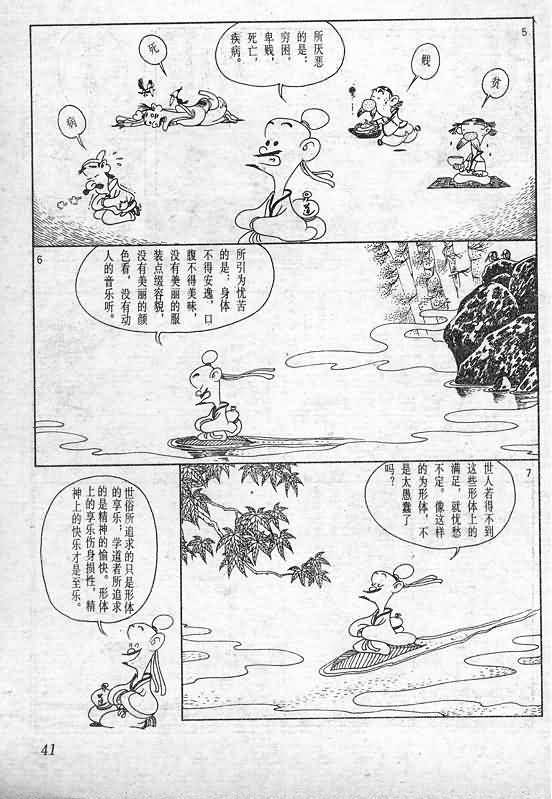 5
贫
贱
所厌恶
的是：
穷困、
卑贱、
死亡、
疾病。
死
病
6
所引为忧苦
的是：身体
不得安逸，口
腹不得美味，
没有美丽的服
装点缀容貌，
没有美丽的颜
色看，没有动
人的音乐听。
7
世人若得不到
这些形体上的
满足，就忧愁
不定。像这样
的为形体，不
是太愚蠢了
吗？
世俗所追求的只是形体
的享乐；学道者所追求
的是精神的愉快。形体
上的享乐伤身损性，精
神上的快乐才是至乐。
41